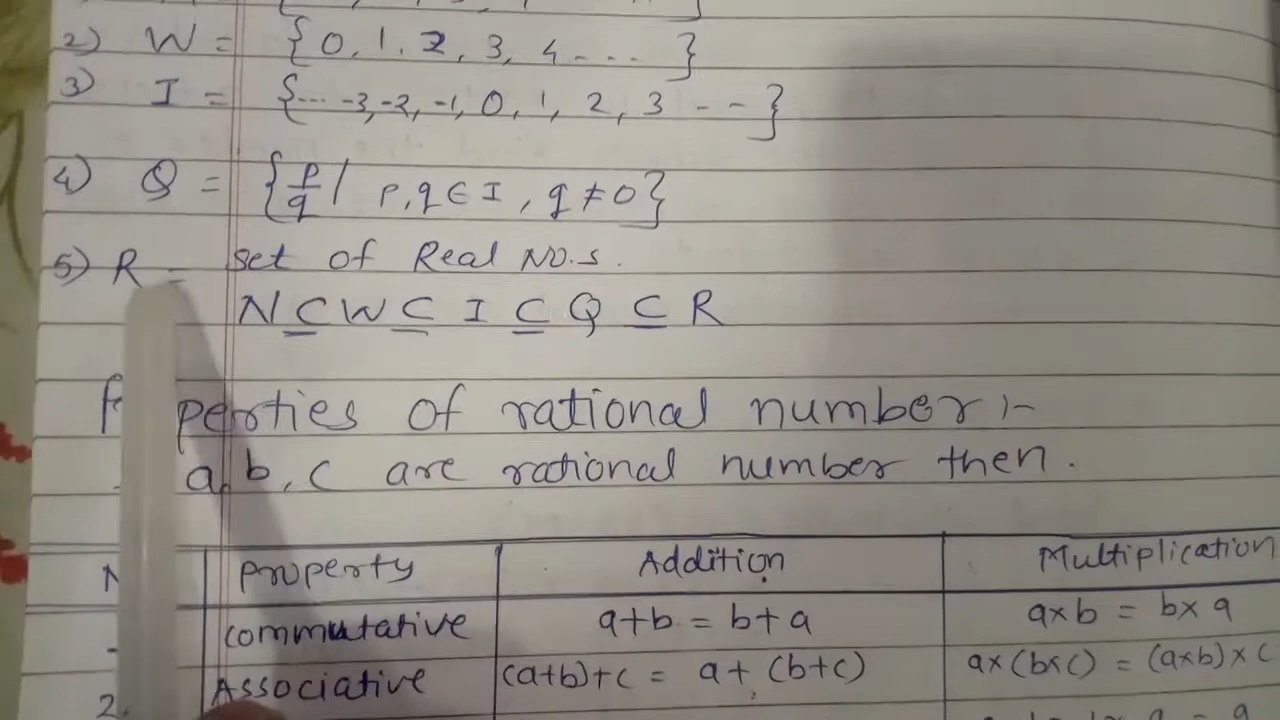 2) W = {0, 1, 2, 3, 4 - ... }
3) I = {... -3, -2, -1, 0, 1, 2, 3 - - }
4) Q = {p/q | p, q ∈ I, q ≠ 0}
5) R = set of Real NO.s.
N ⊆ W ⊆ I ⊆ Q ⊆ R
perties of rational number :-
a, b, c are rational number then.
Property Addition Multiplication
commutative a+b = b+a a×b = b×a
2. Associative (a+b)+c = a+(b+c) a×(b×c) = (a×b)×c